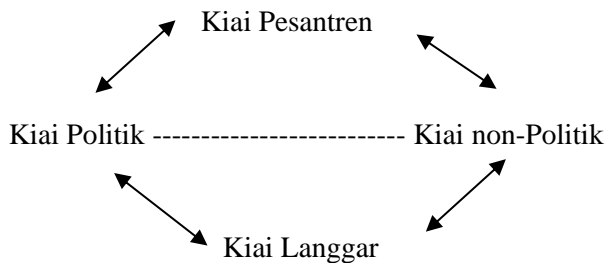 Kiai Pesantren
Kiai Politik --------------------------- Kiai non-Politik
Kiai Langgar